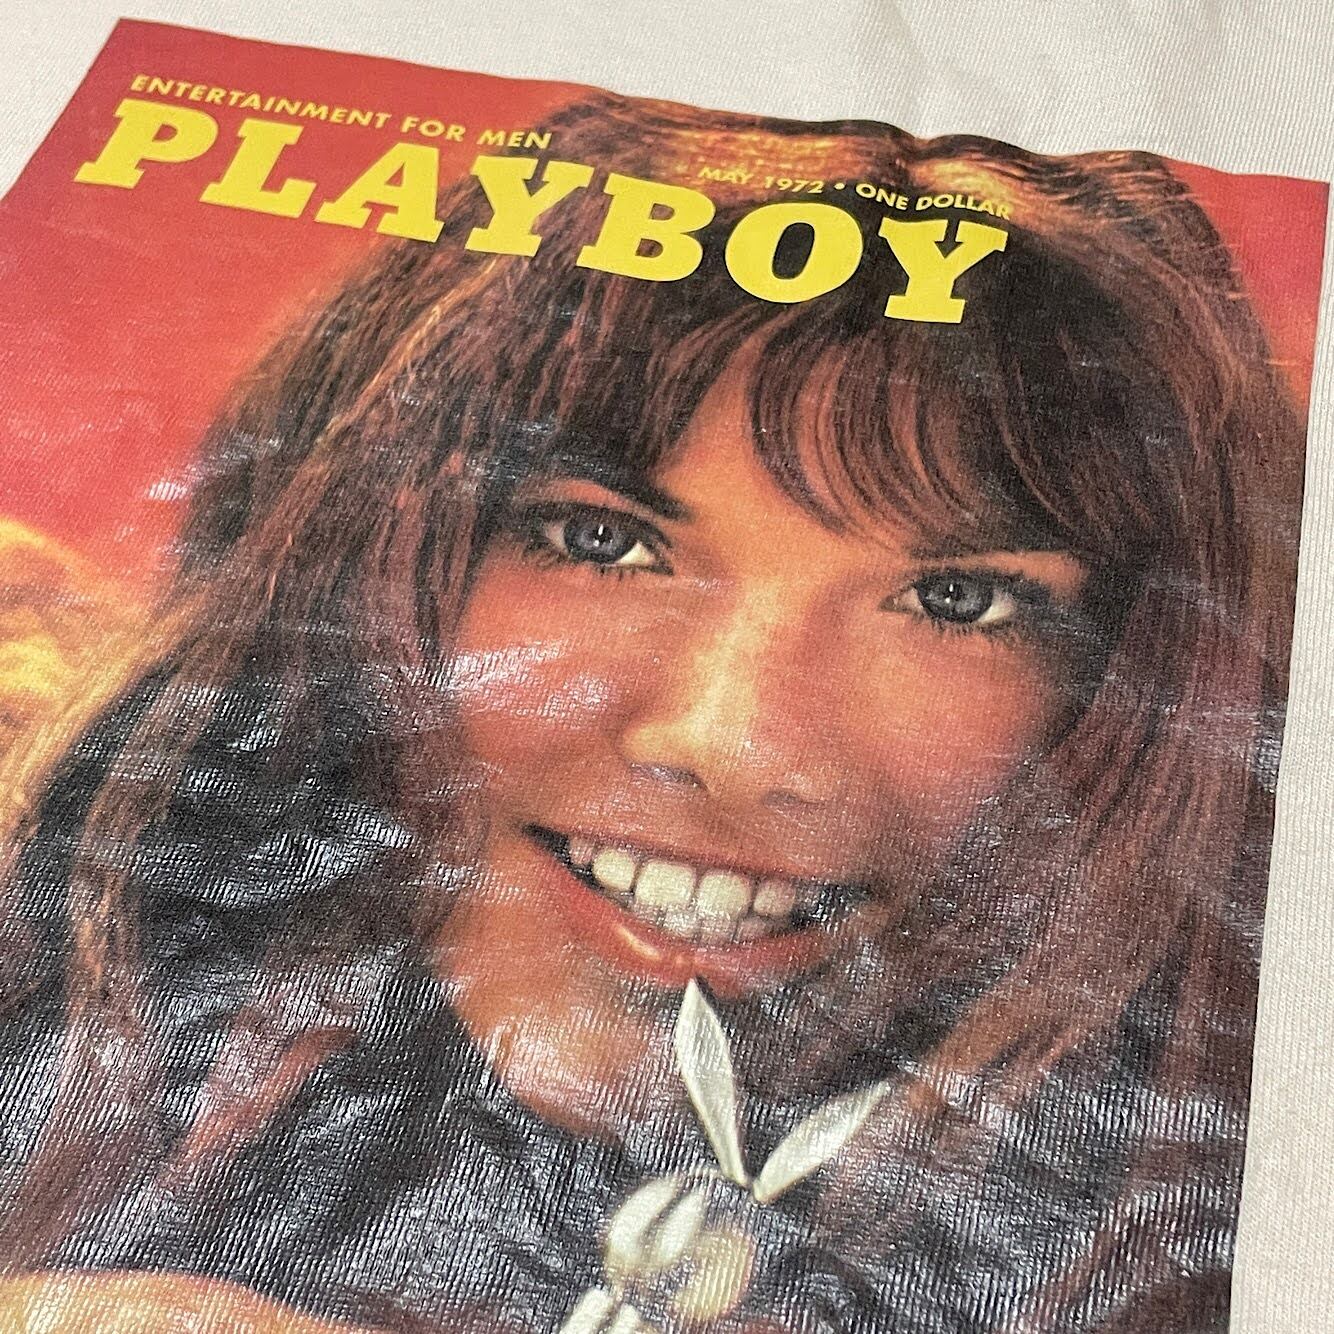 ENTERTAINMENT FOR MEN
PLAYBOY
MAY 1972 • ONE DOLLAR